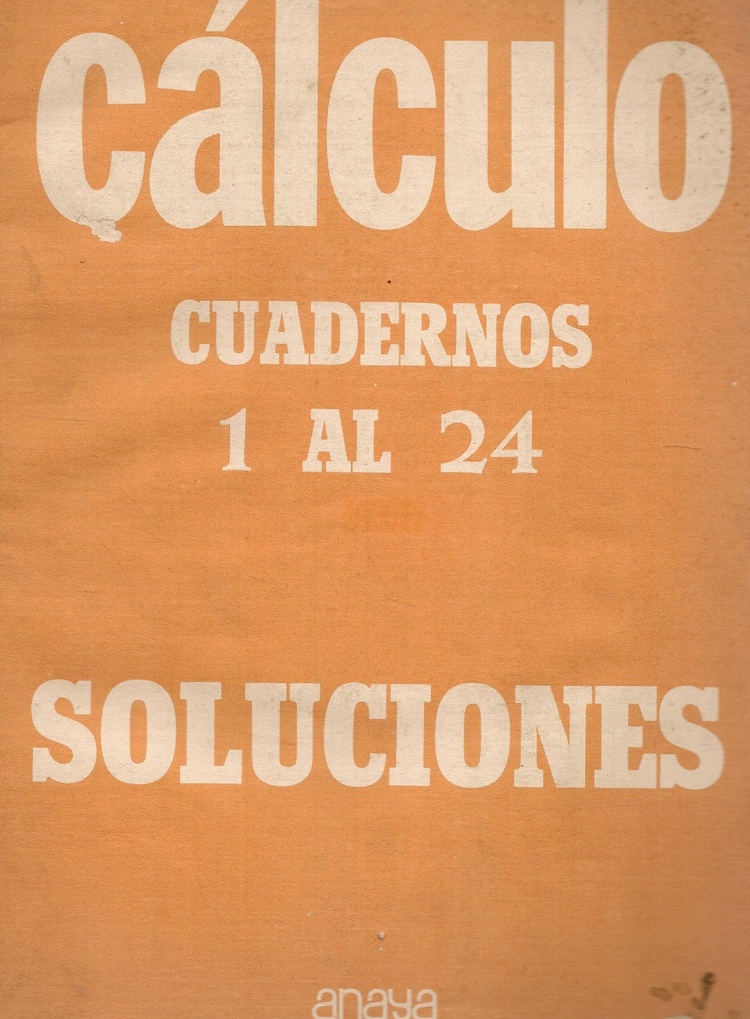 cálculo
CUADERNOS
1 AL 24
SOLUCIONES
anaya